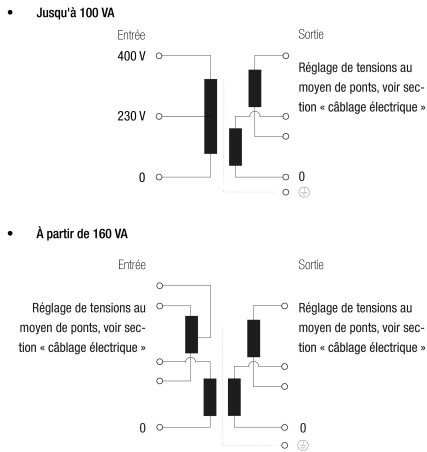 • Jusqu'à 100 VA
Entrée
Sortie
400 V
230 V
0
Réglage de tensions au
moyen de ponts, voir sec-
tion « câblage électrique »
0
• À partir de 160 VA
Entrée
Sortie
Réglage de tensions au
moyen de ponts, voir sec-
tion « câblage électrique »
0
Réglage de tensions au
moyen de ponts, voir sec-
tion « câblage électrique »
0